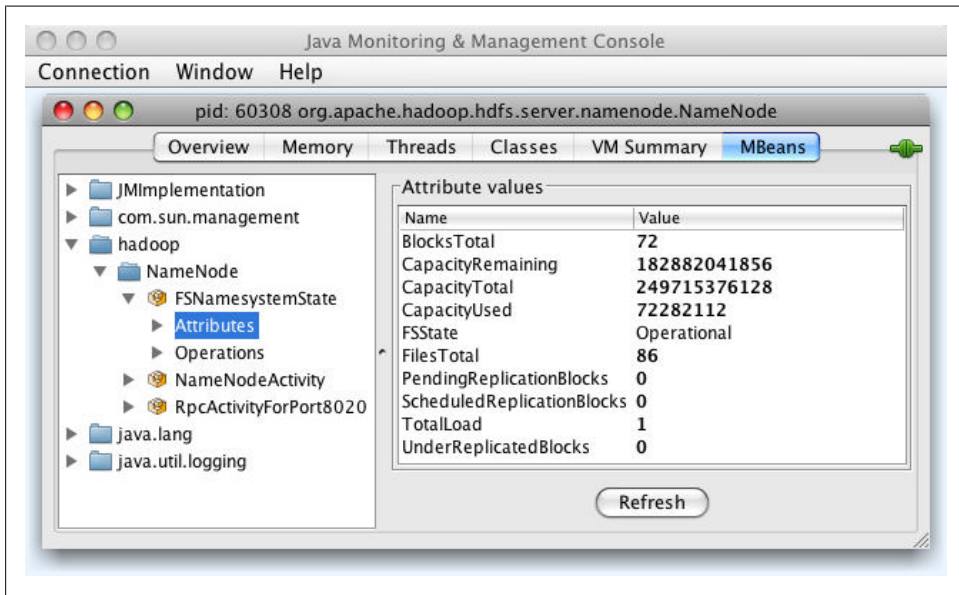 Java Monitoring & Management Console
Connection Window Help
pid: 60308 org.apache.hadoop.hdfs.server.namenode.NameNode
Overview Memory Threads Classes VM Summary MBeans
JMImplementation
com.sun.management
hadoop
NameNode
FSNamesystemState
Attributes
Operations
NameNodeActivity
RpcActivityForPort8020
java.lang
java.util.logging
Attribute values
Name Value
BlocksTotal 72
CapacityRemaining 182882041856
CapacityTotal 249715376128
CapacityUsed 72282112
FSState Operational
FilesTotal 86
PendingReplicationBlocks 0
ScheduledReplicationBlocks 0
TotalLoad 1
UnderReplicatedBlocks 0
Refresh